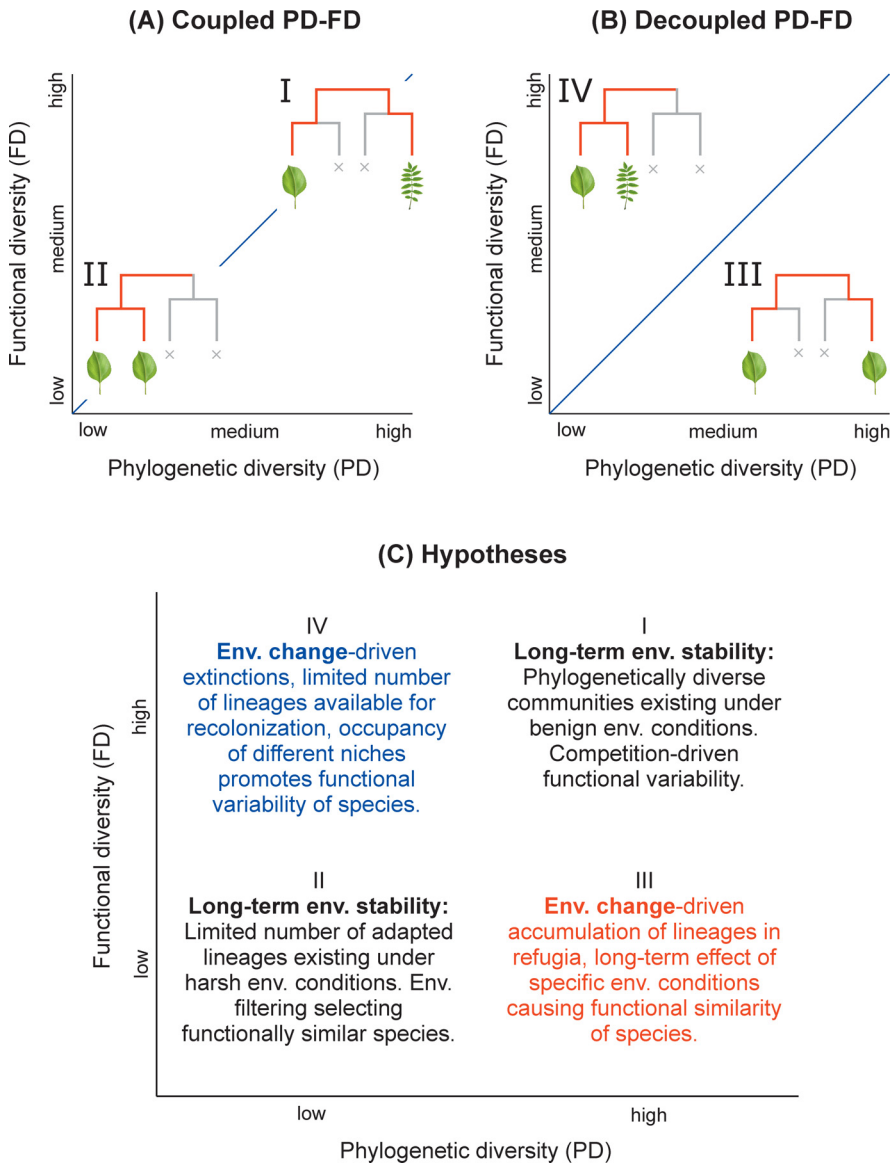 (A) Coupled PD-FD
high
medium
low
Functional diversity (FD)
I
II
low
medium
high
Phylogenetic diversity (PD)
(B) Decoupled PD-FD
high
medium
low
Functional diversity (FD)
IV
III
low
medium
high
Phylogenetic diversity (PD)
(C) Hypotheses
Functional diversity (FD)
high
low
IV
Env. change-driven
extinctions, limited number
of lineages available for
recolonization, occupancy
of different niches
promotes functional
variability of species.
I
Long-term env. stability:
Phylogenetically diverse
communities existing under
benign env. conditions.
Competition-driven
functional variability.
II
Long-term env. stability:
Limited number of adapted
lineages existing under
harsh env. conditions. Env.
filtering selecting
functionally similar species.
III
Env. change-driven
accumulation of lineages in
refugia, long-term effect of
specific env. conditions
causing functional similarity
of species.
low
high
Phylogenetic diversity (PD)